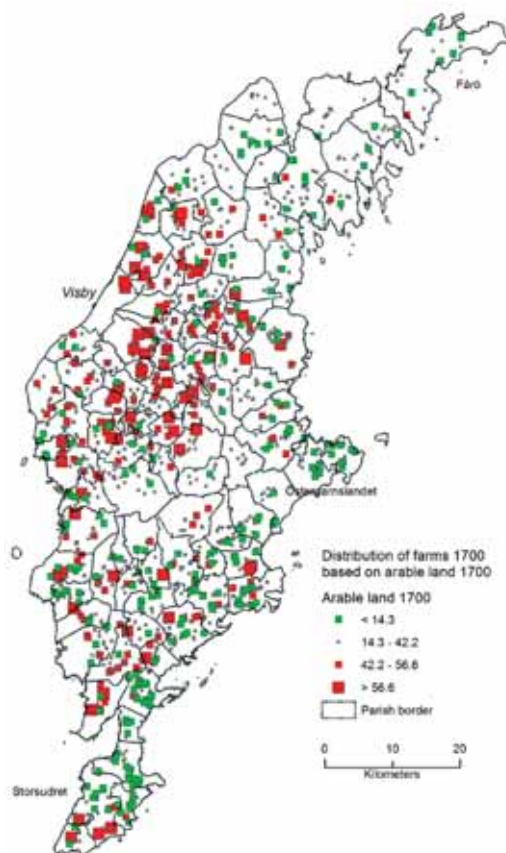 Fårö
Visby
Östergarnslandet
Distribution of farms 1700
based on arable land 1700
Arable land 1700
< 14.3
14.3 - 42.2
42.2 - 56.6
> 56.6
Parish border
0 10 20
Kilometers
Storsudret